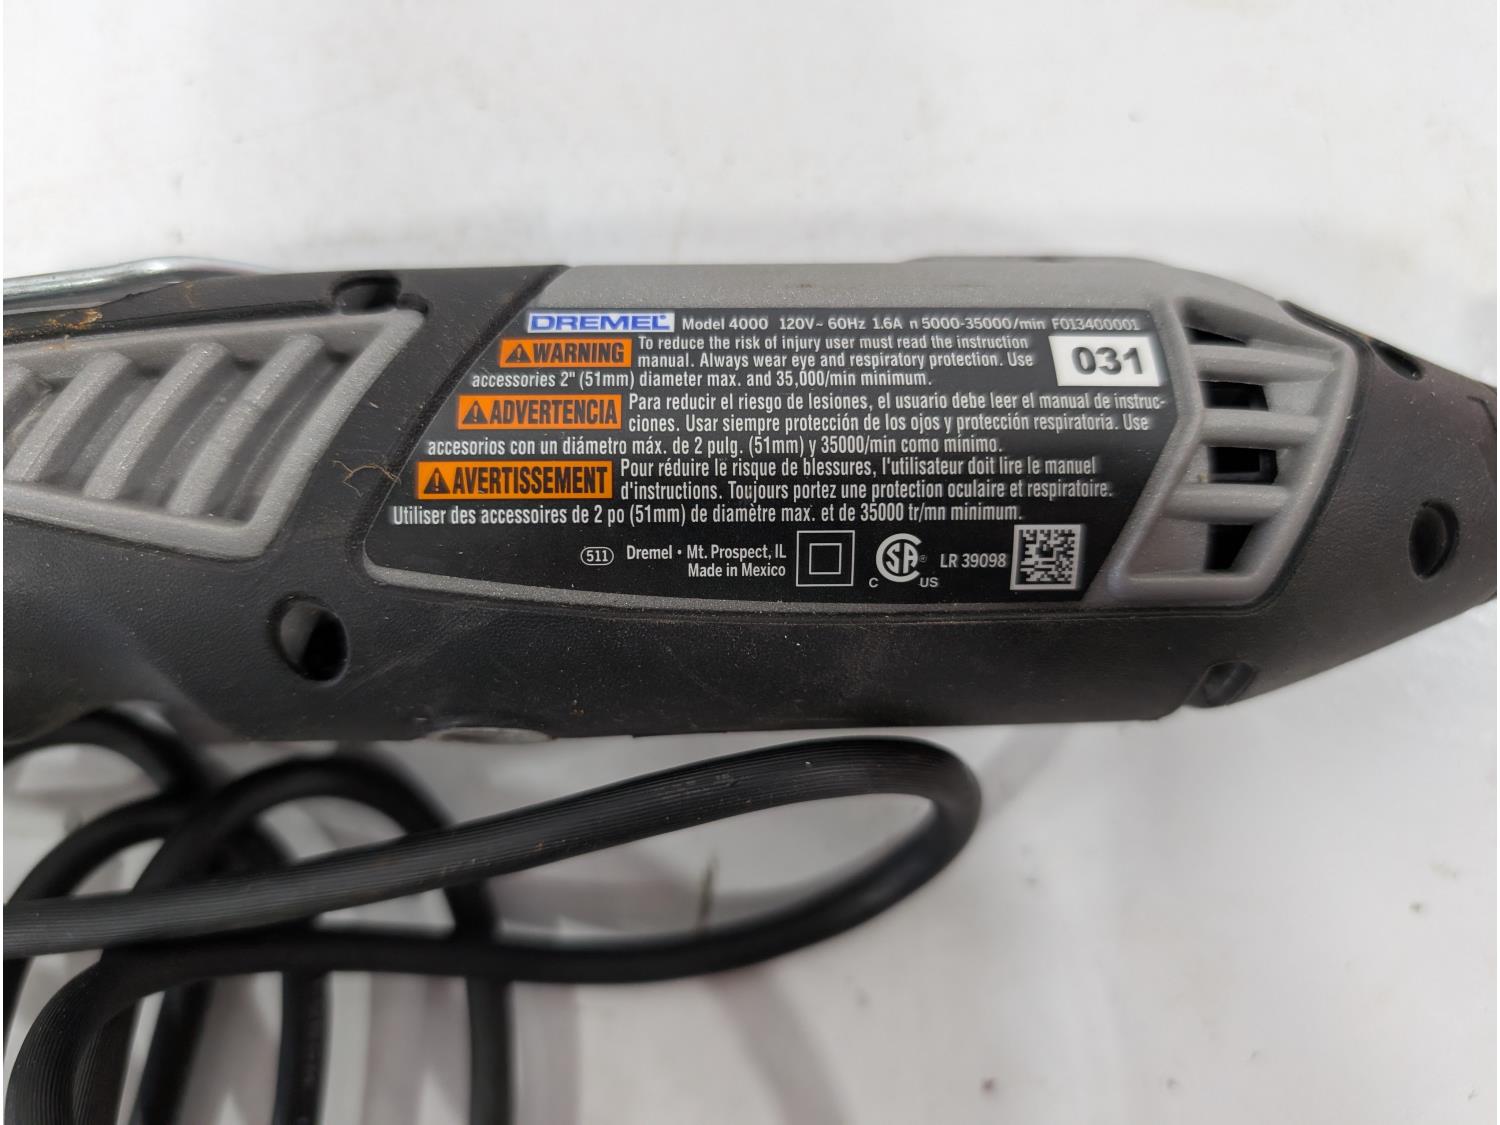 DREMEL Model 4000 120V~ 60Hz 1.6A n 5000-35000/min F013400001
⚠WARNING To reduce the risk of injury user must read the instruction
manual. Always wear eye and respiratory protection. Use
accessories 2" (51mm) diameter max. and 35,000/min minimum.
031
⚠ADVERTENCIA Para reducir el riesgo de lesiones, el usuario debe leer el manual de instruc-
ciones. Usar siempre protección de los ojos y protección respiratoria. Use
accesorios con un diámetro máx. de 2 pulg. (51mm) y 35000/min como mínimo.
⚠AVERTISSEMENT Pour réduire le risque de blessures, l'utilisateur doit lire le manuel
d'instructions. Toujours portez une protection oculaire et respiratoire.
Utiliser des accessoires de 2 po (51mm) de diamètre max. et de 35000 tr/mn minimum.
511 Dremel • Mt. Prospect, IL
Made in Mexico
C SA® US
LR 39098